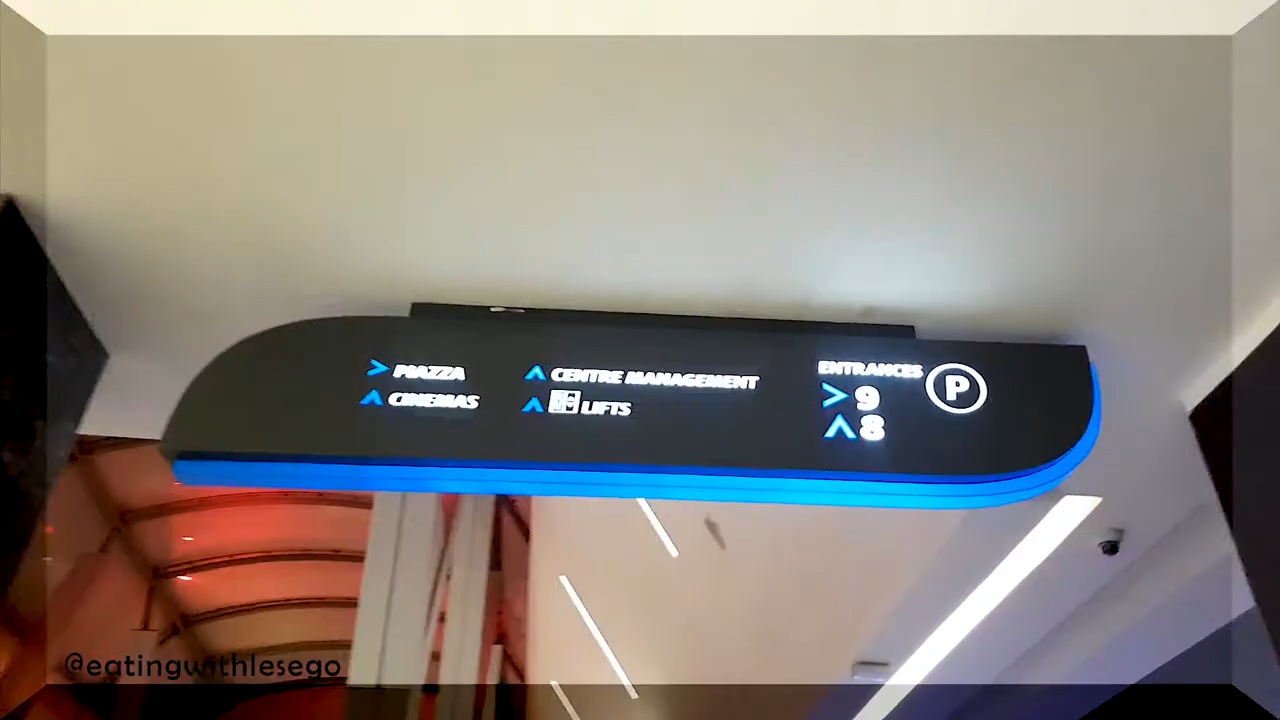 > PIAZZA
CINEMAS
CENTRE MANAGEMENT
LIFTS
ENTRANCES
> 9
8
P
@eatingwithlesego